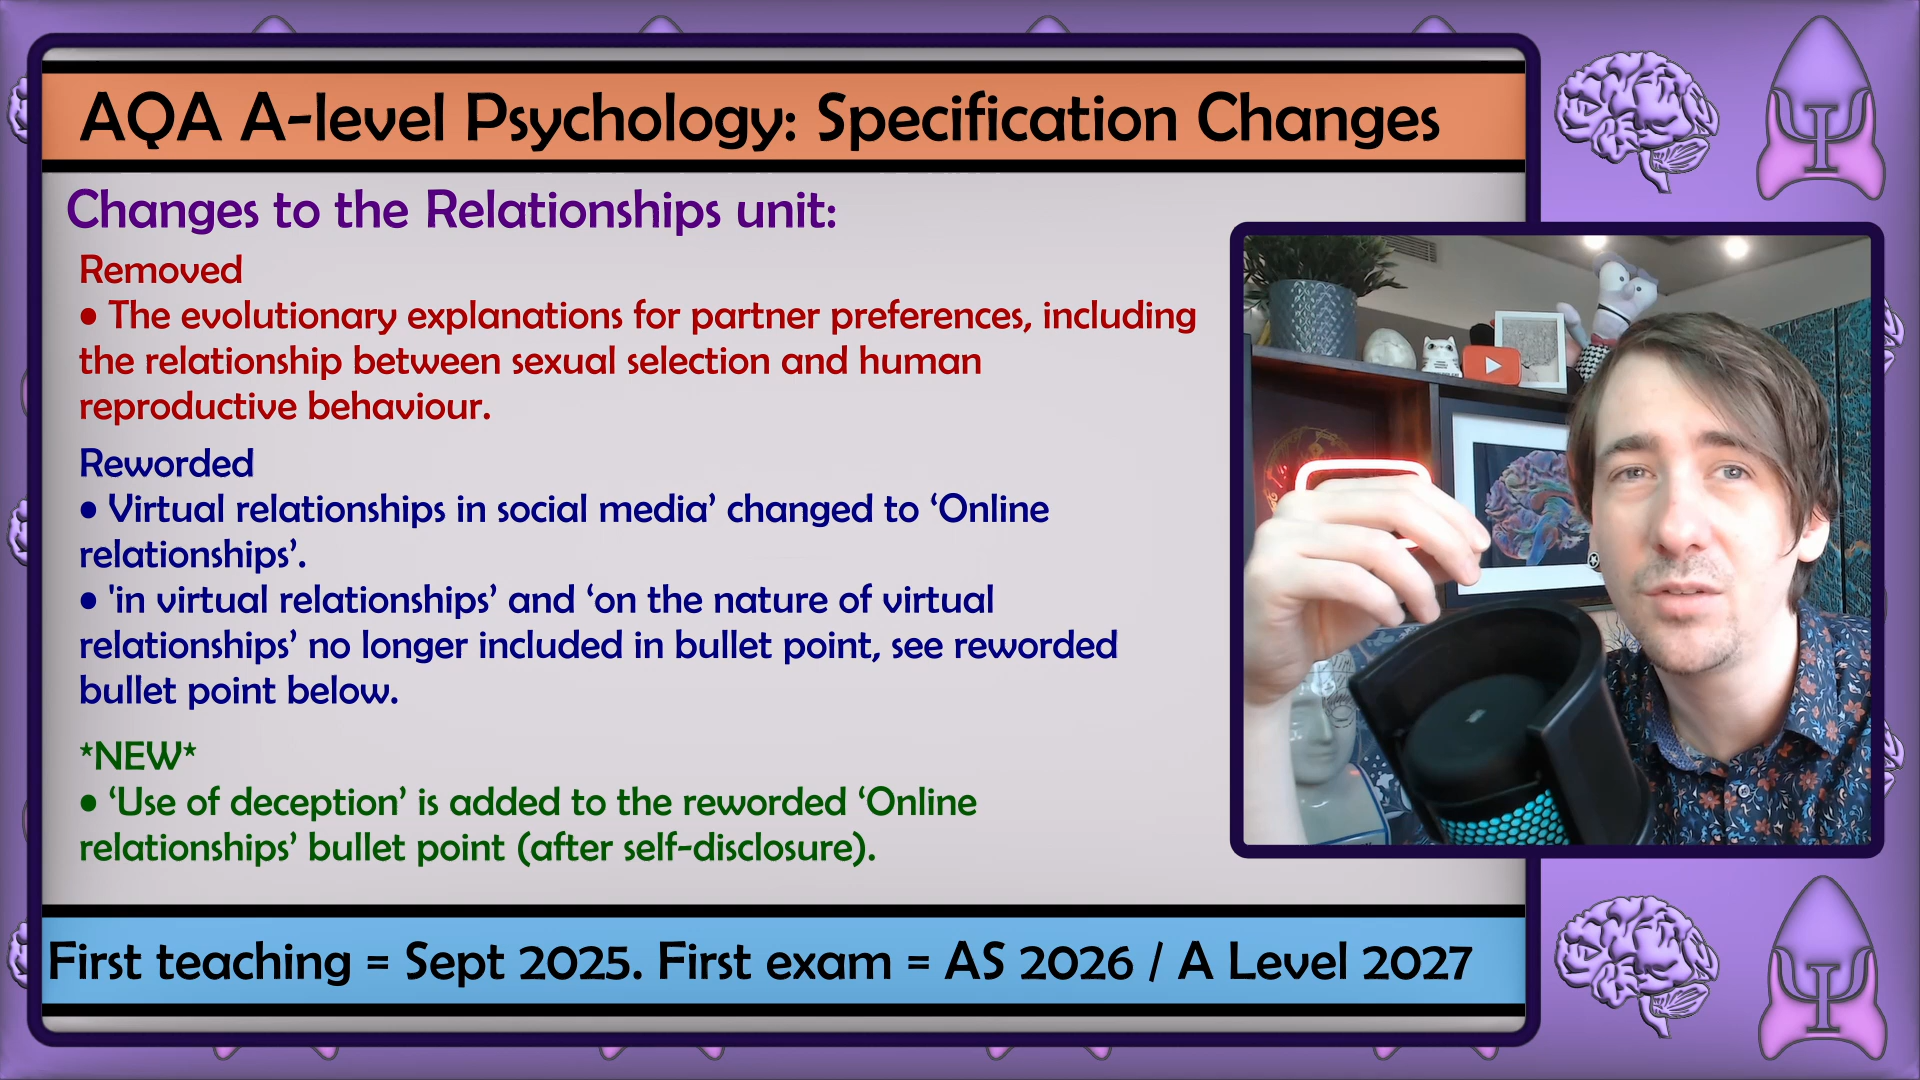 AQA A-level Psychology: Specification Changes
Changes to the Relationships unit:
Removed
• The evolutionary explanations for partner preferences, including
the relationship between sexual selection and human
reproductive behaviour.
Reworded
• Virtual relationships in social media’ changed to ‘Online
relationships’.
• 'in virtual relationships’ and ‘on the nature of virtual
relationships’ no longer included in bullet point, see reworded
bullet point below.
*NEW*
• ‘Use of deception’ is added to the reworded ‘Online
relationships’ bullet point (after self-disclosure).
First teaching = Sept 2025. First exam = AS 2026 / A Level 2027